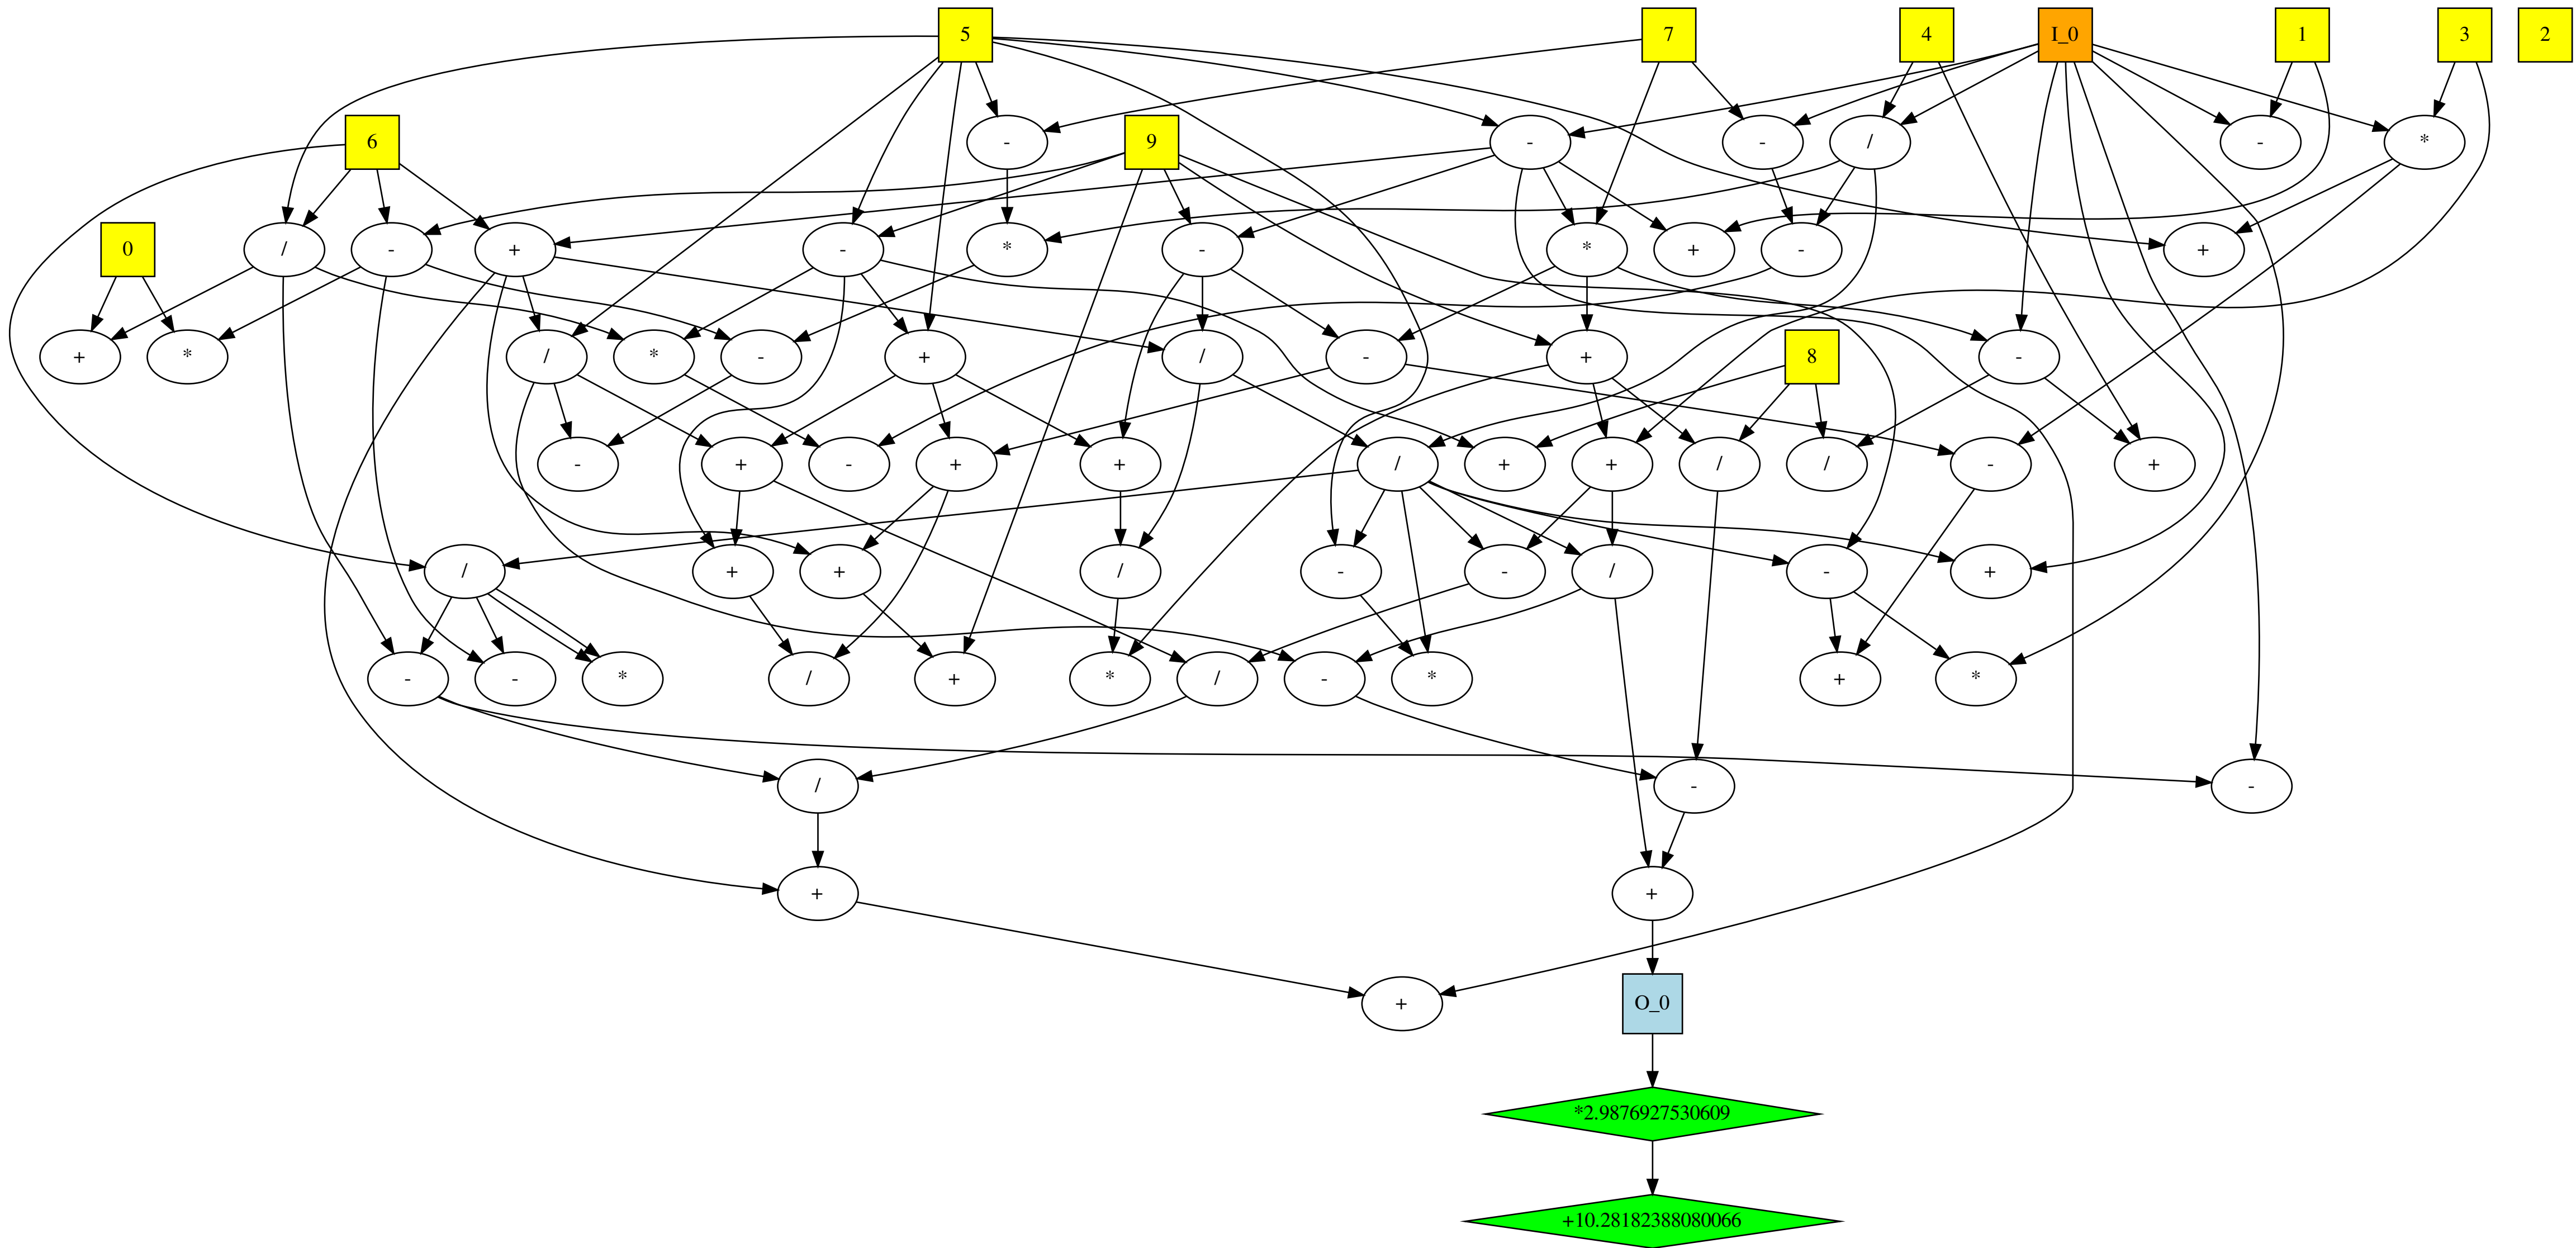 5 7 4 I_0 1 3 2
6 - 9 - - / - *
0 / - + - * - * + - +
+ * / * - + / - + 8 -
- + - + + / + + / / - +
/ + + / - - / - +
- - * / + * / - * + *
/ - -
+ +
+ O_0
*2.9876927530609
+10.28182388080066